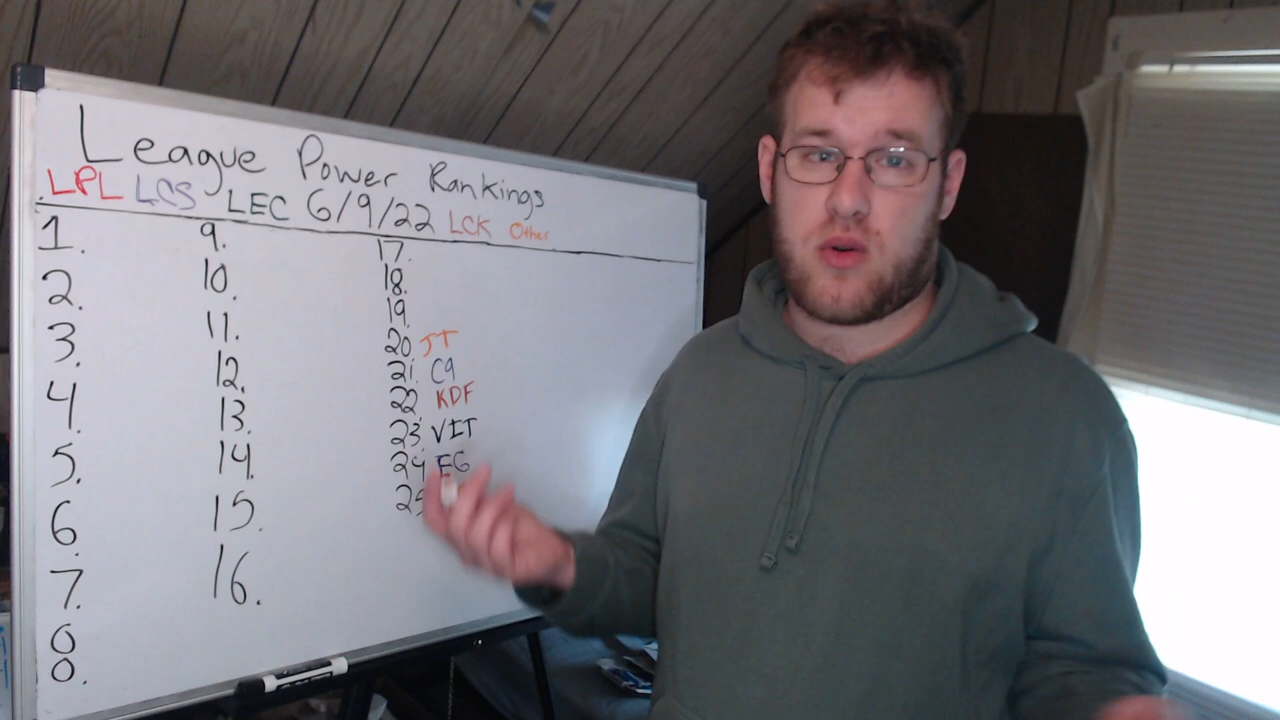 League Power Rankings
LPL LCS LEC 6/9/22 LCK Other
1.
2.
3.
4.
5.
6.
7.
8.
9.
10.
11.
12.
13.
14.
15.
16.
17.
18.
19.
20. JT
21. C9
22. KDF
23. VIT
24. EG
25